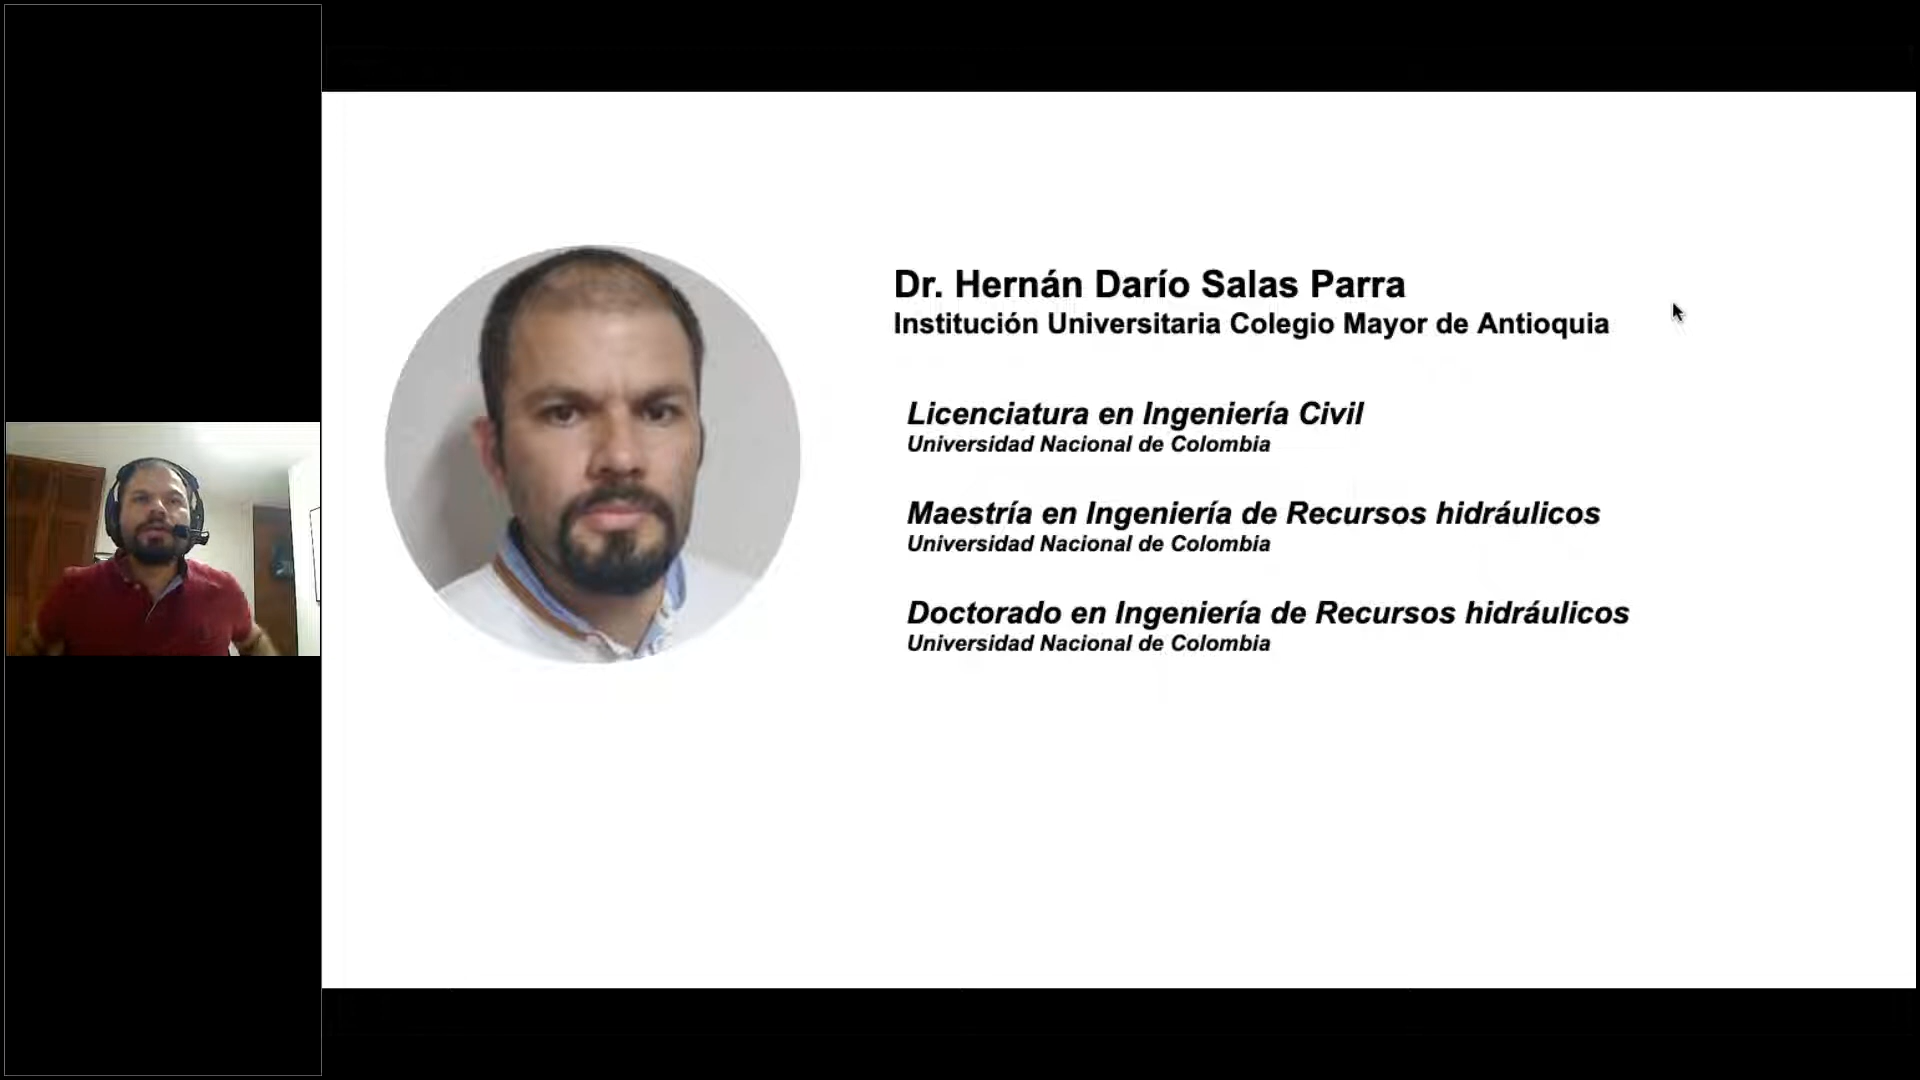 Dr. Hernán Darío Salas Parra
Institución Universitaria Colegio Mayor de Antioquia
Licenciatura en Ingeniería Civil
Universidad Nacional de Colombia
Maestría en Ingeniería de Recursos hidráulicos
Universidad Nacional de Colombia
Doctorado en Ingeniería de Recursos hidráulicos
Universidad Nacional de Colombia